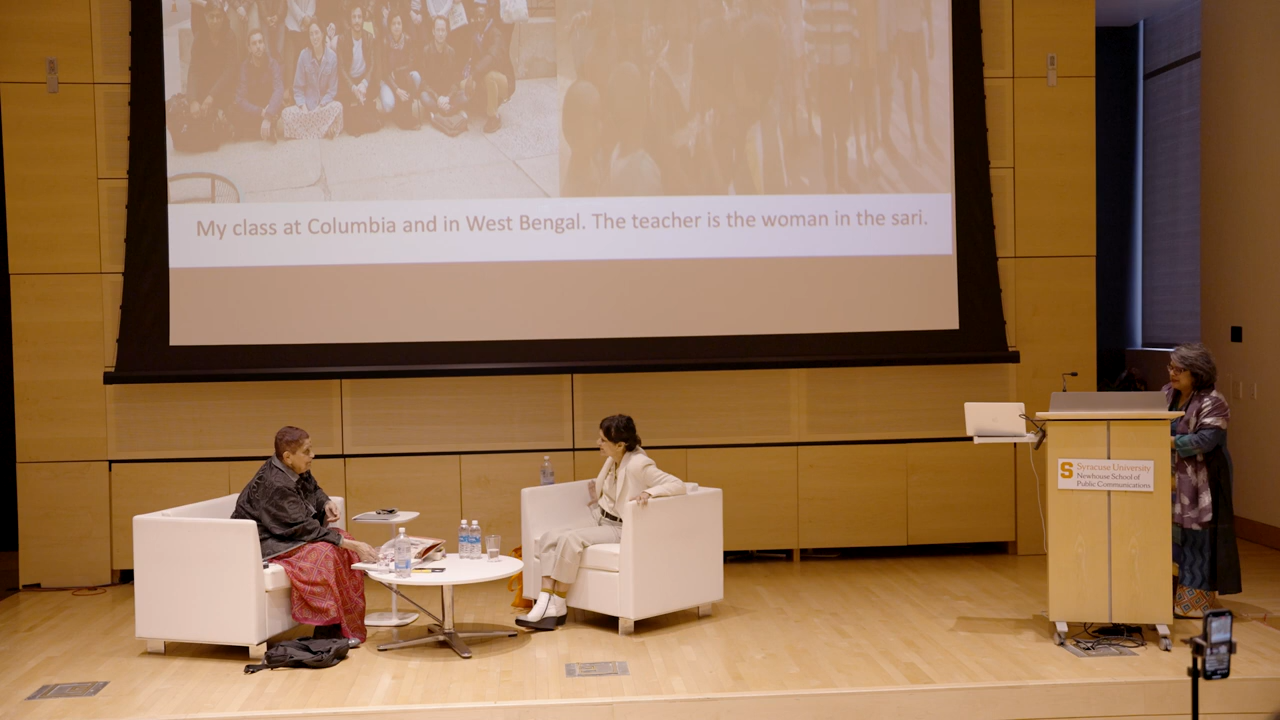 My class at Columbia and in West Bengal. The teacher is the woman in the sari.
S Syracuse University
Newhouse School of
Public Communications